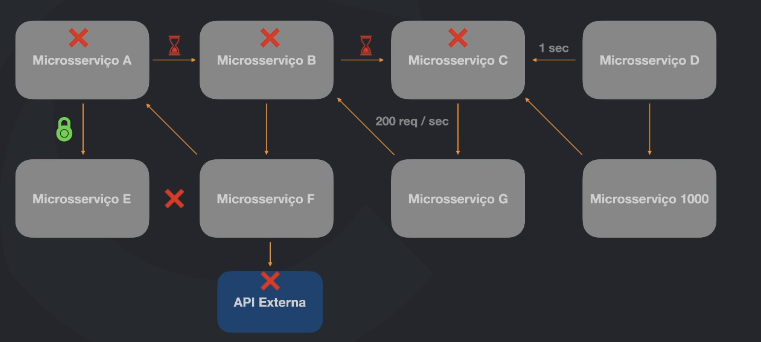 Microsserviço A
Microsserviço B
Microsserviço C
1 sec
Microsserviço D
200 req / sec
Microsserviço E
Microsserviço F
Microsserviço G
Microsserviço 1000
API Externa